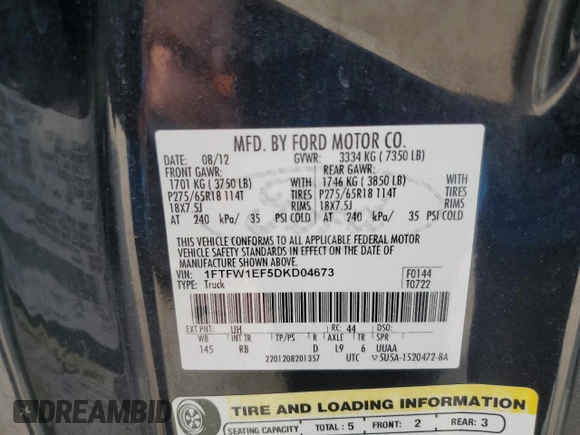 MFD. BY FORD MOTOR CO.
DATE: 08/12 GVWR: 3334 KG ( 7350 LB)
FRONT GAWR: REAR GAWR:
1701 KG ( 3750 LB) WITH 1746 KG ( 3850 LB) WITH
P275/65R18 114T TIRES P275/65R18 114T TIRES
18X7.5J RIMS 18X7.5J RIMS
AT 240 kPa/ 35 PSI COLD AT 240 kPa/ 35 PSI COLD
THIS VEHICLE CONFORMS TO ALL APPLICABLE FEDERAL MOTOR
VEHICLE SAFETY STANDARDS IN EFFECT ON THE DATE OF
MANUFACTURE SHOWN ABOVE.
VIN: 1FTFW1EF5DKD04673 F0144
TYPE: Truck T0722
EXT PNT: UH RC: 44 DSO:
WB INT TR TP/PS R AXLE TR SPR
145 RB D L9 6 UUAA
2201208201357 UTC 5U5A-1520472-BA
TIRE AND LOADING INFORMATION
SEATING CAPACITY TOTAL : 5 FRONT: 2 REAR: 3
DREAMBID